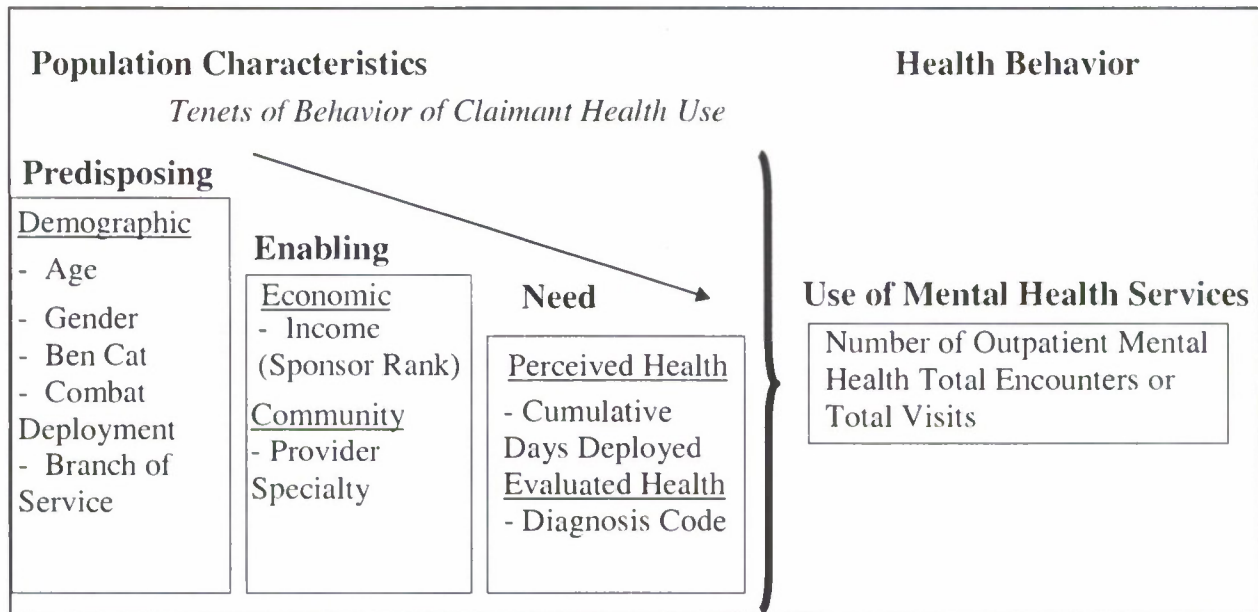 Population Characteristics
Health Behavior
Tenets of Behavior of Claimant Health Use
Predisposing
Demographic
- Age
- Gender
- Ben Cat
- Combat
Deployment
- Branch of
Service
Enabling
Economic
- Income
(Sponsor Rank)
Community
- Provider
Specialty
Need
Perceived Health
- Cumulative
Days Deployed
Evaluated Health
- Diagnosis Code
Use of Mental Health Services
Number of Outpatient Mental
Health Total Encounters or
Total Visits